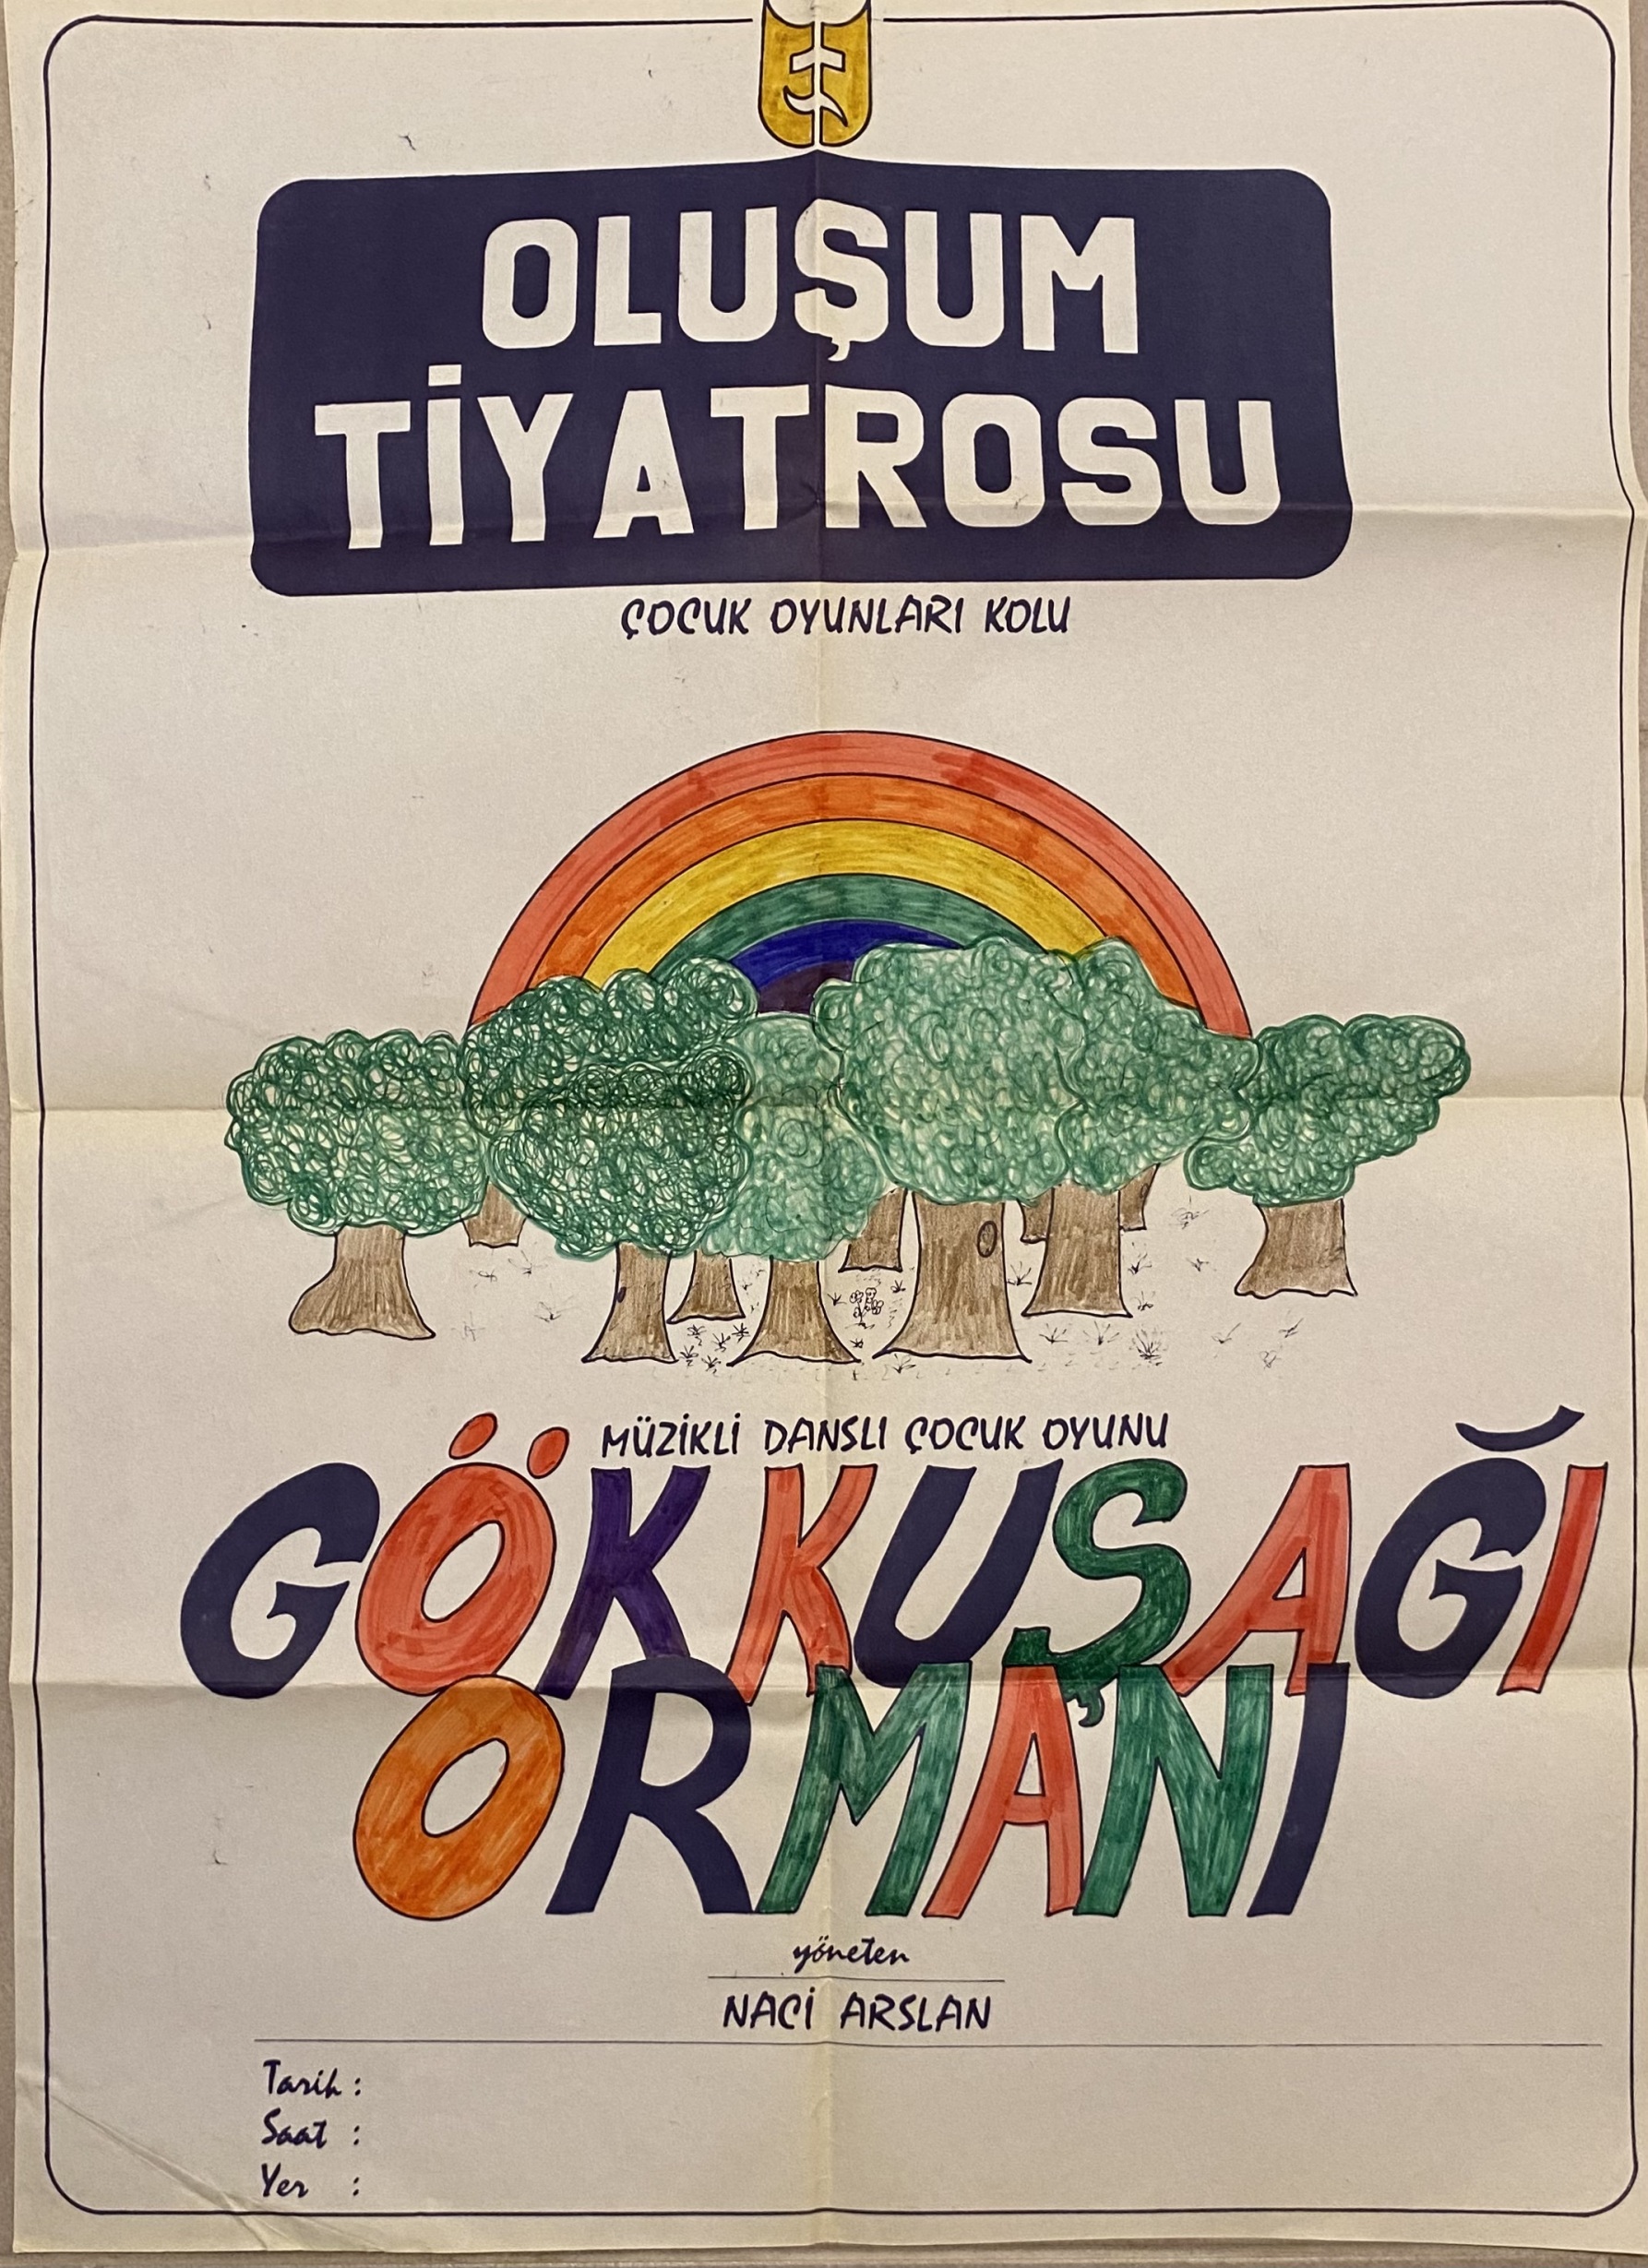 OLUŞUM
TİYATROSU
ÇOCUK OYUNLARI KOLU
MÜZİKLİ DANSLI ÇOCUK OYUNU
GÖKKUŞAĞI
ORMANI
yöneten
NACİ ARSLAN
Tarih :
Saat :
Yer :